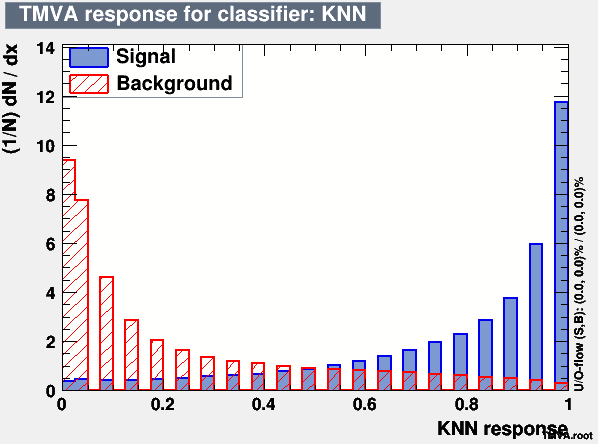 TMVA response for classifier: KNN
Signal
Background
(1/N) dN / dx
14
12
10
8
6
4
2
0
0 0.2 0.4 0.6 0.8 1
KNN response
U/O-flow (S,B): (0.0, 0.0)% / (0.0, 0.0)%
TMVA.root